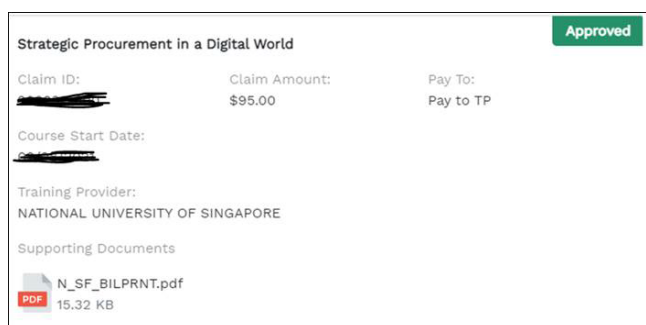 Approved
Strategic Procurement in a Digital World
Claim ID: Claim Amount: Pay To:
$95.00 Pay to TP
Course Start Date:
Training Provider:
NATIONAL UNIVERSITY OF SINGAPORE
Supporting Documents
N_SF_BILPRNT.pdf
PDF
15.32 KB